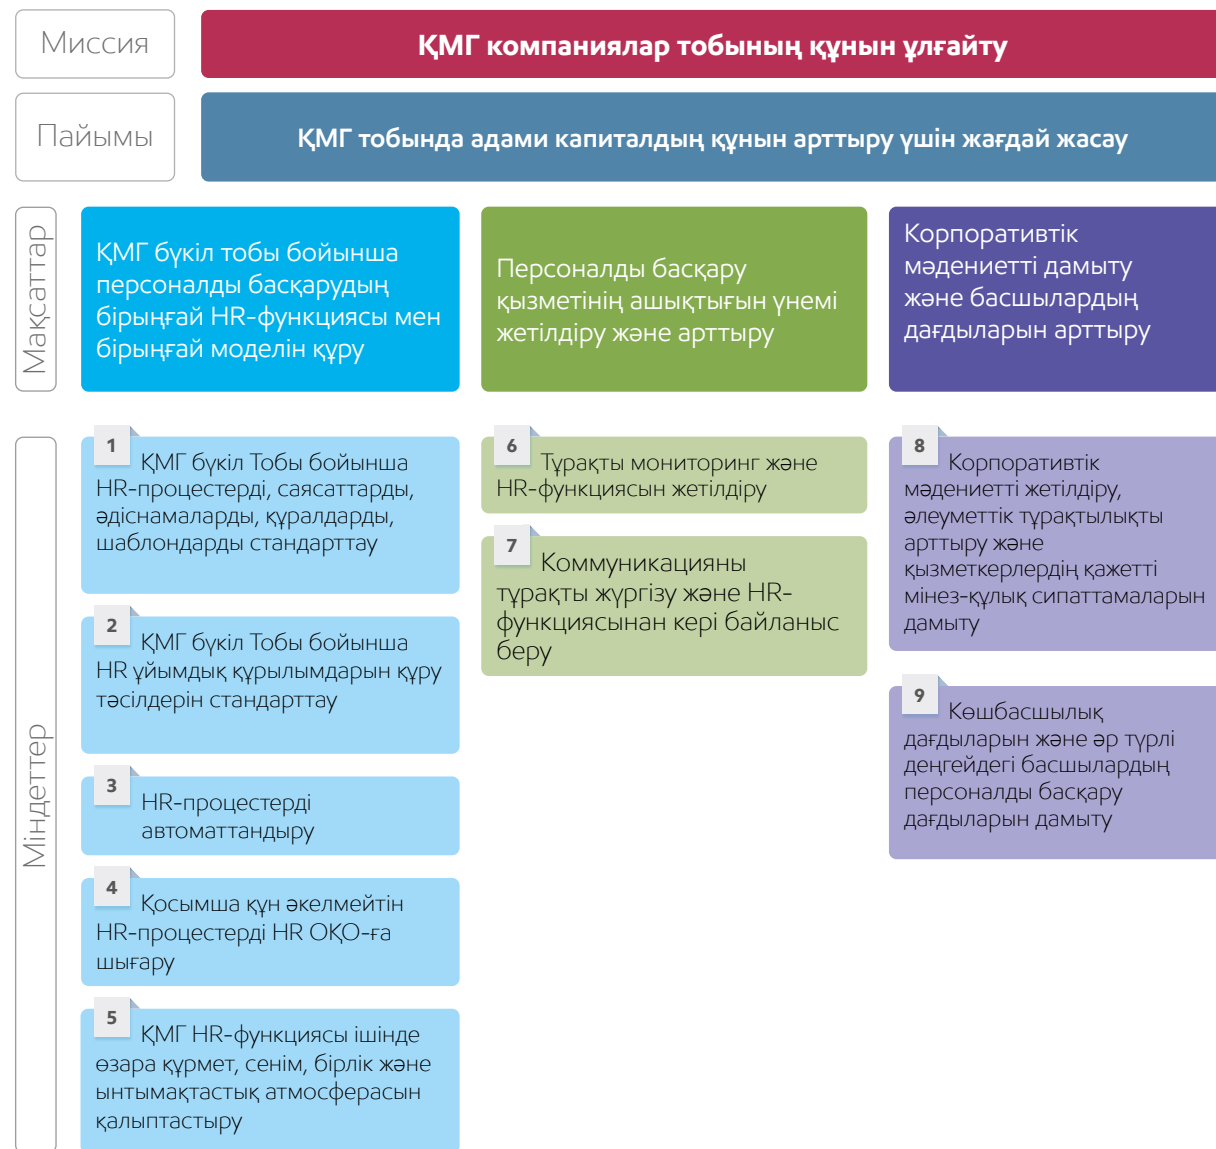 Миссия
ҚМГ компаниялар тобының құнын ұлғайту
Пайымы
ҚМГ тобында адами капиталдың құнын арттыру үшін жағдай жасау
Мақсаттар
ҚМГ бүкіл тобы бойынша
персоналды басқарудың
бірыңғай HR-функциясы мен
бірыңғай моделін құру
Персоналды басқару
қызметінің ашықтығын үнемі
жетілдіру және арттыру
Корпоративтік
мәдениетті дамыту
және басшылардың
дағдыларын арттыру
Міндеттер
1
ҚМГ бүкіл Тобы бойынша
HR-процестерді, саясаттарды,
әдіснамаларды, құралдарды,
шаблондарды стандарттау
2
ҚМГ бүкіл Тобы бойынша
HR ұйымдық құрылымдарын құру
тәсілдерін стандарттау
3
HR-процестерді
автоматтандыру
4
Қосымша құн әкелмейтін
HR-процестерді HR ОҚО-ға
шығару
5
ҚМГ HR-функциясы ішінде
өзара құрмет, сенім, бірлік және
ынтымақтастық атмосферасын
қалыптастыру
6
Тұрақты мониторинг және
HR-функциясын жетілдіру
7
Коммуникацияны
тұрақты жүргізу және HR-
функциясынан кері байланыс
беру
8
Корпоративтік
мәдениетті жетілдіру,
әлеуметтік тұрақтылықты
арттыру және
қызметкерлердің қажетті
мінез-құлық сипаттамаларын
дамыту
9
Көшбасшылық
дағдыларын және әр түрлі
деңгейдегі басшылардың
персоналды басқару
дағдыларын дамыту